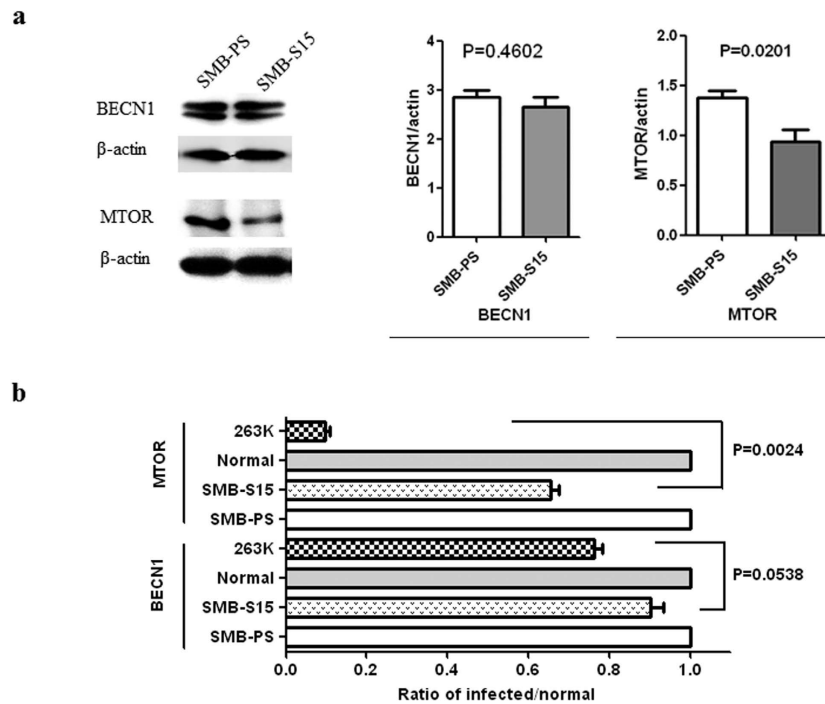 a
SMB-PS
SMB-S15
BECN1
β-actin
MTOR
β-actin
P=0.4602
BECN1/actin
4
3
2
1
0
SMB-PS
SMB-S15
BECN1
P=0.0201
MTOR/actin
2.0
1.5
1.0
0.5
0.0
SMB-PS
SMB-S15
MTOR
b
MTOR
263K
Normal
SMB-S15
SMB-PS
P=0.0024
BECN1
263K
Normal
SMB-S15
SMB-PS
P=0.0538
0.0 0.2 0.4 0.6 0.8 1.0
Ratio of infected/normal